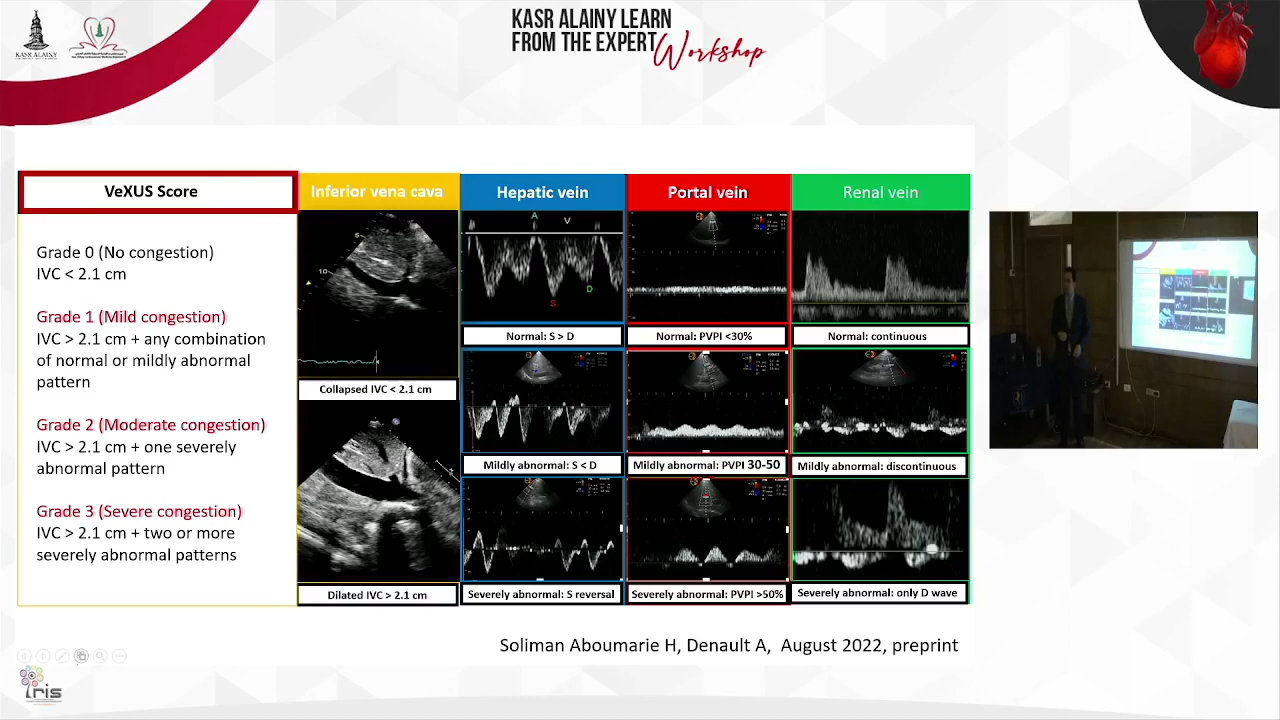 KASR ALAINY LEARN
FROM THE EXPERT
Workshop
KASR ALAINY
VeXUS Score
Inferior vena cava
Hepatic vein
Portal vein
Renal vein
Grade 0 (No congestion)
IVC < 2.1 cm
Grade 1 (Mild congestion)
IVC > 2.1 cm + any combination
of normal or mildly abnormal
pattern
Grade 2 (Moderate congestion)
IVC > 2.1 cm + one severely
abnormal pattern
Grade 3 (Severe congestion)
IVC > 2.1 cm + two or more
severely abnormal patterns
5
10
Collapsed IVC < 2.1 cm
Dilated IVC > 2.1 cm
A
V
S
D
Normal: S > D
Mildly abnormal: S < D
Severely abnormal: S reversal
Normal: PVPI <30%
Mildly abnormal: PVPI 30-50
Severely abnormal: PVPI >50%
Normal: continuous
Mildly abnormal: discontinuous
Severely abnormal: only D wave
Soliman Aboumarie H, Denault A, August 2022, preprint
iris